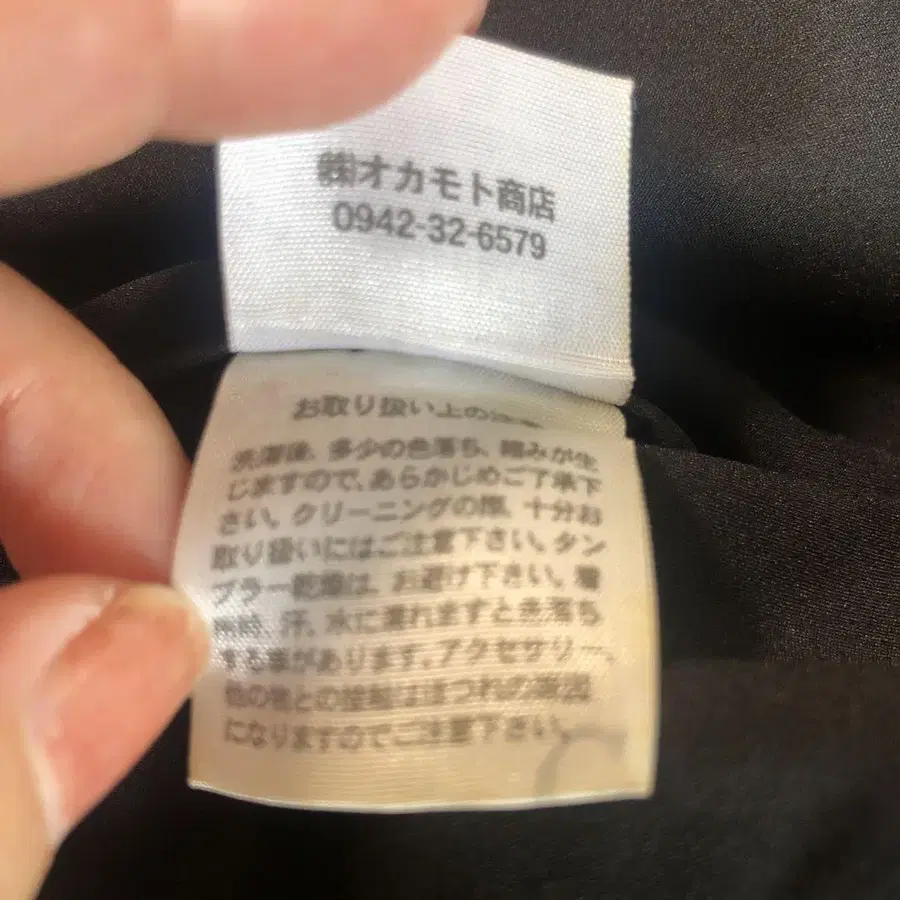 ㈱オカモト商店
0942-32-6579
お取り扱い上の注意
洗濯後、多少の色落ち、縮みが生
じますので、あらかじめご了承下
さい。クリーニングの際、十分お
取り扱いにはご注意下さい。タン
ブラー乾燥は、お避け下さい。着
用時、汗、水に濡れますと色落ち
する事があります。アクセサリー、
他の物との接触はほつれの原因
になりますのでご注意下さい。